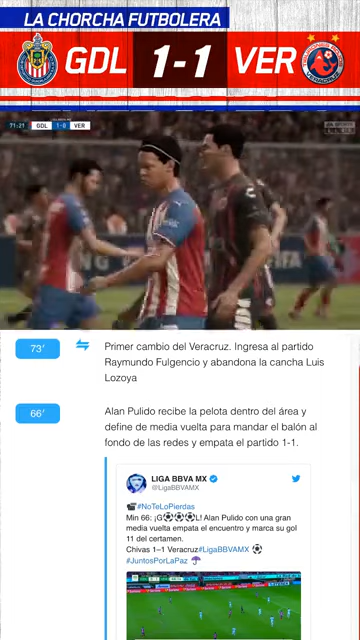 LA CHORCHA FUTBOLERA
GDL 1-1 VER
VERACRUZ
71:21 GDL 1-0 VER
FIFA
73'
Primer cambio del Veracruz. Ingresa al partido
Raymundo Fulgencio y abandona la cancha Luis
Lozoya
66'
Alan Pulido recibe la pelota dentro del área y
define de media vuelta para mandar el balón al
fondo de las redes y empata el partido 1-1.
LIGA BBVA MX
@LigaBBVAMX
#NoTeLoPierdas
Min 66: ¡G⚽⚽⚽L! Alan Pulido con una gran
media vuelta empata el encuentro y marca su gol
11 del certamen.
Chivas 1–1 Veracruz#LigaBBVAMX ⚽
#JuntosPorLaPaz ☂